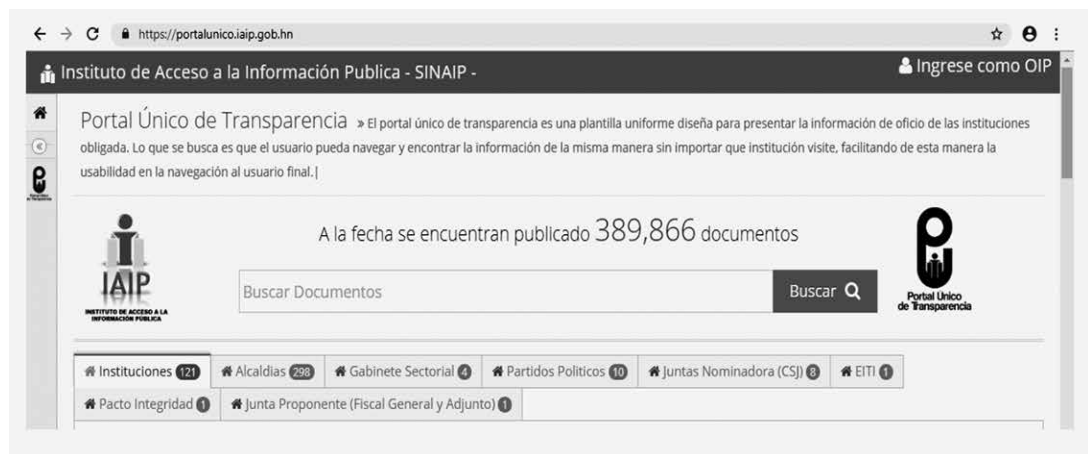 https://portalunico.iaip.gob.hn
Instituto de Acceso a la Información Publica - SINAIP -
Ingrese como OIP
Portal Único de Transparencia » El portal único de transparencia es una plantilla uniforme diseña para presentar la información de oficio de las instituciones
obligada. Lo que se busca es que el usuario pueda navegar y encontrar la información de la misma manera sin importar que institución visite, facilitando de esta manera la
usabilidad en la navegación al usuario final.|
A la fecha se encuentran publicado 389,866 documentos
IAIP
INSTITUTO DE ACCESO A LA
INFORMACIÓN PÚBLICA
Buscar Documentos
Buscar
Portal Único
de Transparencia
Instituciones 121
Alcaldias 298
Gabinete Sectorial 4
Partidos Politicos 10
Juntas Nominadora (CSJ) 8
EITI 1
Pacto Integridad 1
Junta Proponente (Fiscal General y Adjunto) 1